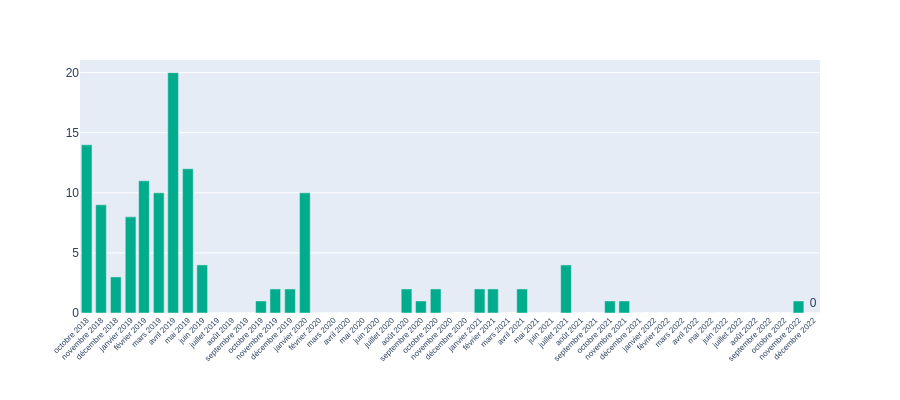 20
15
10
5
0
0
octobre 2018
novembre 2018
décembre 2018
janvier 2019
février 2019
mars 2019
avril 2019
mai 2019
juin 2019
juillet 2019
août 2019
septembre 2019
octobre 2019
novembre 2019
décembre 2019
janvier 2020
février 2020
mars 2020
avril 2020
mai 2020
juin 2020
juillet 2020
août 2020
septembre 2020
octobre 2020
novembre 2020
décembre 2020
janvier 2021
février 2021
mars 2021
avril 2021
mai 2021
juin 2021
juillet 2021
août 2021
septembre 2021
octobre 2021
novembre 2021
décembre 2021
janvier 2022
février 2022
mars 2022
avril 2022
mai 2022
juin 2022
juillet 2022
août 2022
septembre 2022
octobre 2022
novembre 2022
décembre 2022